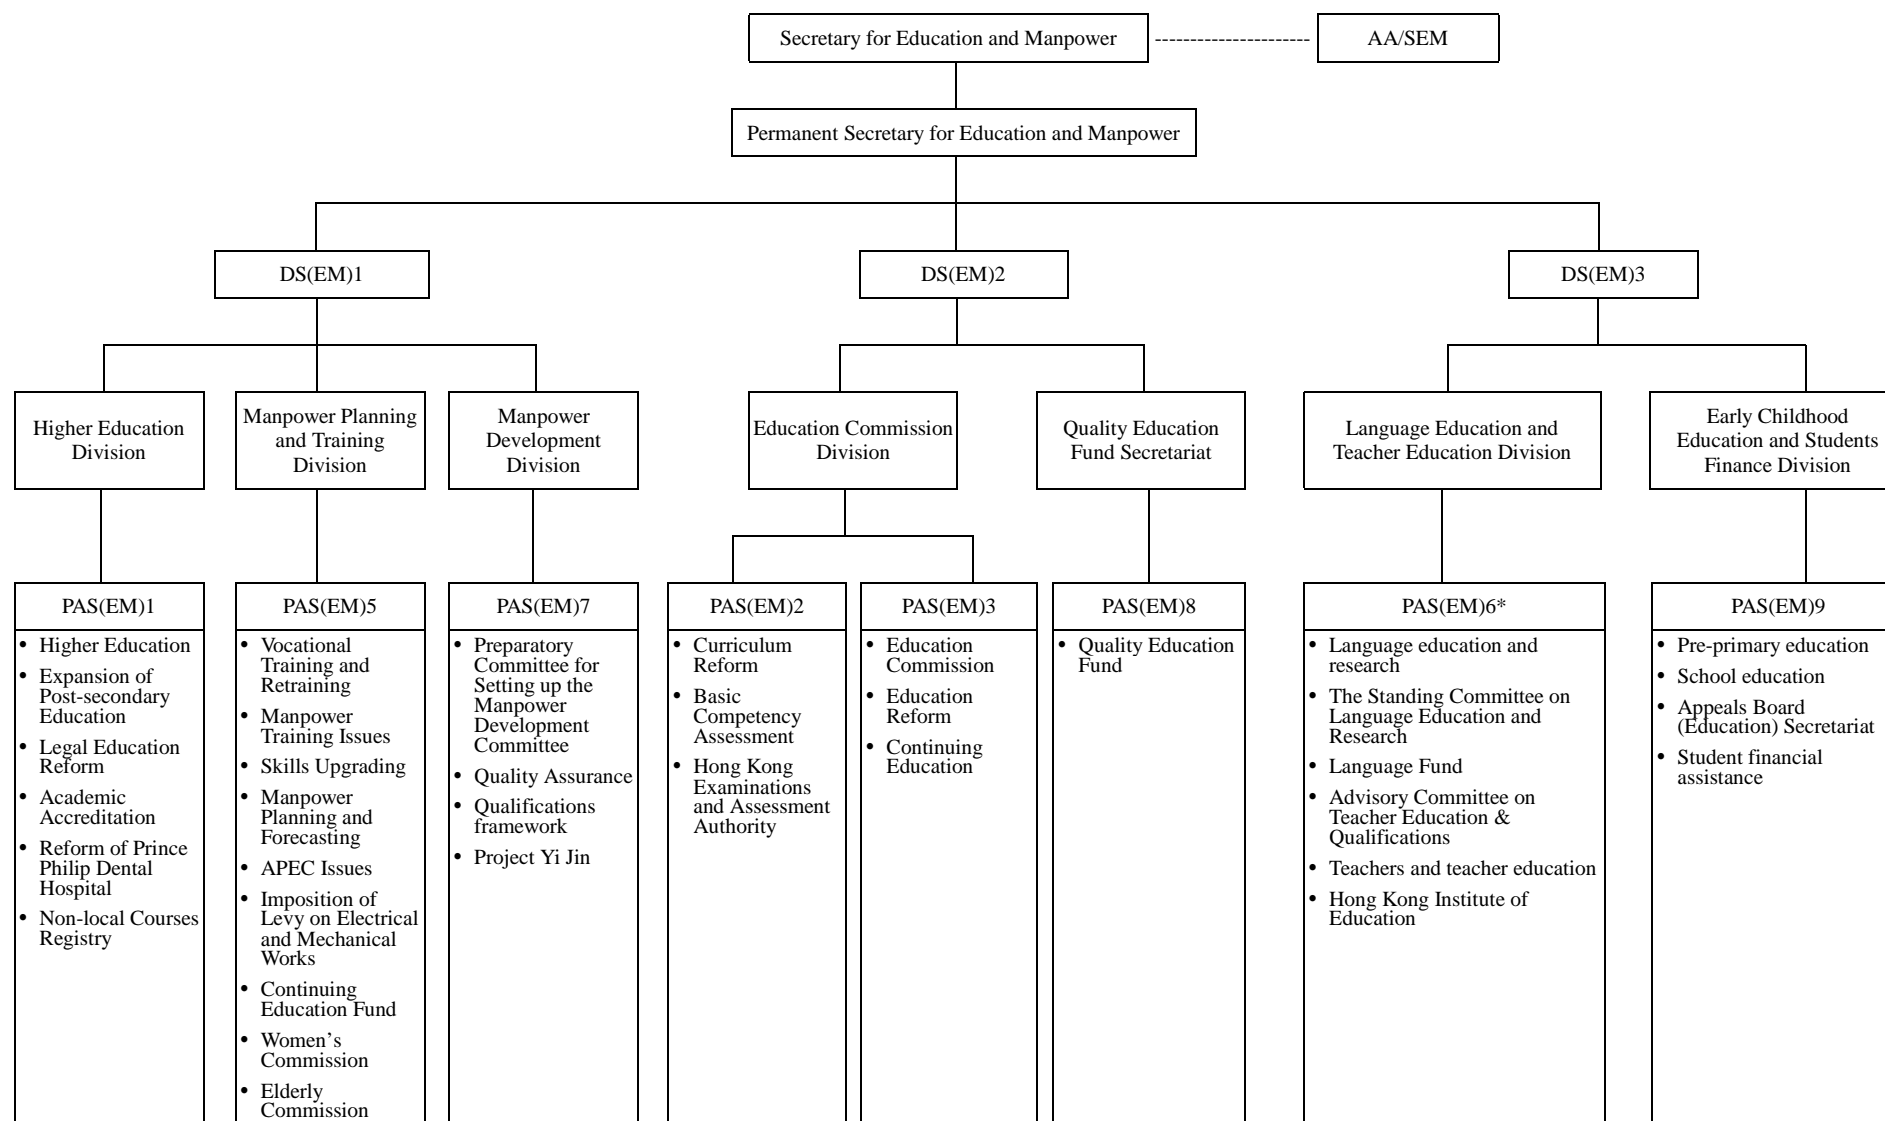 Secretary for Education and Manpower
AA/SEM
Permanent Secretary for Education and Manpower
DS(EM)1
DS(EM)2
DS(EM)3
Higher Education
Division
Manpower Planning
and Training
Division
Manpower
Development
Division
Education Commission
Division
Quality Education
Fund Secretariat
Language Education and
Teacher Education Division
Early Childhood
Education and Students
Finance Division
PAS(EM)1
• Higher Education
• Expansion of
Post-secondary
Education
• Legal Education
Reform
• Academic
Accreditation
• Reform of Prince
Philip Dental
Hospital
• Non-local Courses
Registry
PAS(EM)5
• Vocational
Training and
Retraining
• Manpower
Training Issues
• Skills Upgrading
• Manpower
Planning and
Forecasting
• APEC Issues
• Imposition of
Levy on Electrical
and Mechanical
Works
• Continuing
Education Fund
• Women's
Commission
• Elderly
Commission
PAS(EM)7
• Preparatory
Committee for
Setting up the
Manpower
Development
Committee
• Quality Assurance
• Qualifications
framework
• Project Yi Jin
PAS(EM)2
• Curriculum
Reform
• Basic
Competency
Assessment
• Hong Kong
Examinations
and Assessment
Authority
PAS(EM)3
• Education
Commission
• Education
Reform
• Continuing
Education
PAS(EM)8
• Quality Education
Fund
PAS(EM)6*
• Language education and
research
• The Standing Committee on
Language Education and
Research
• Language Fund
• Advisory Committee on
Teacher Education &
Qualifications
• Teachers and teacher education
• Hong Kong Institute of
Education
PAS(EM)9
• Pre-primary education
• School education
• Appeals Board
(Education) Secretariat
• Student financial
assistance